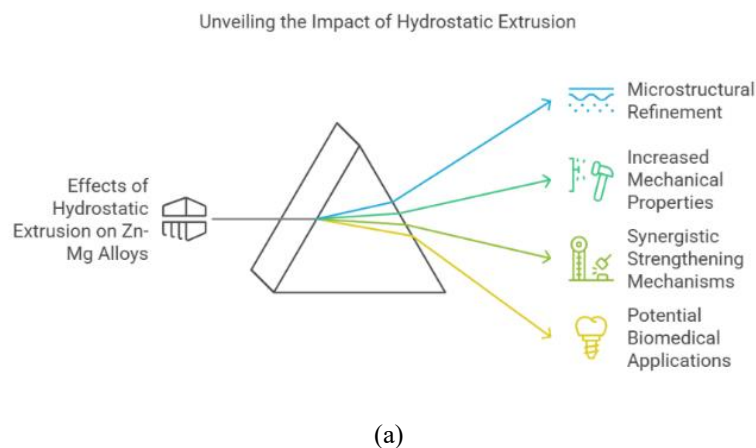 Unveiling the Impact of Hydrostatic Extrusion
Effects of
Hydrostatic
Extrusion on Zn-
Mg Alloys
Microstructural
Refinement
Increased
Mechanical
Properties
Synergistic
Strengthening
Mechanisms
Potential
Biomedical
Applications
(a)